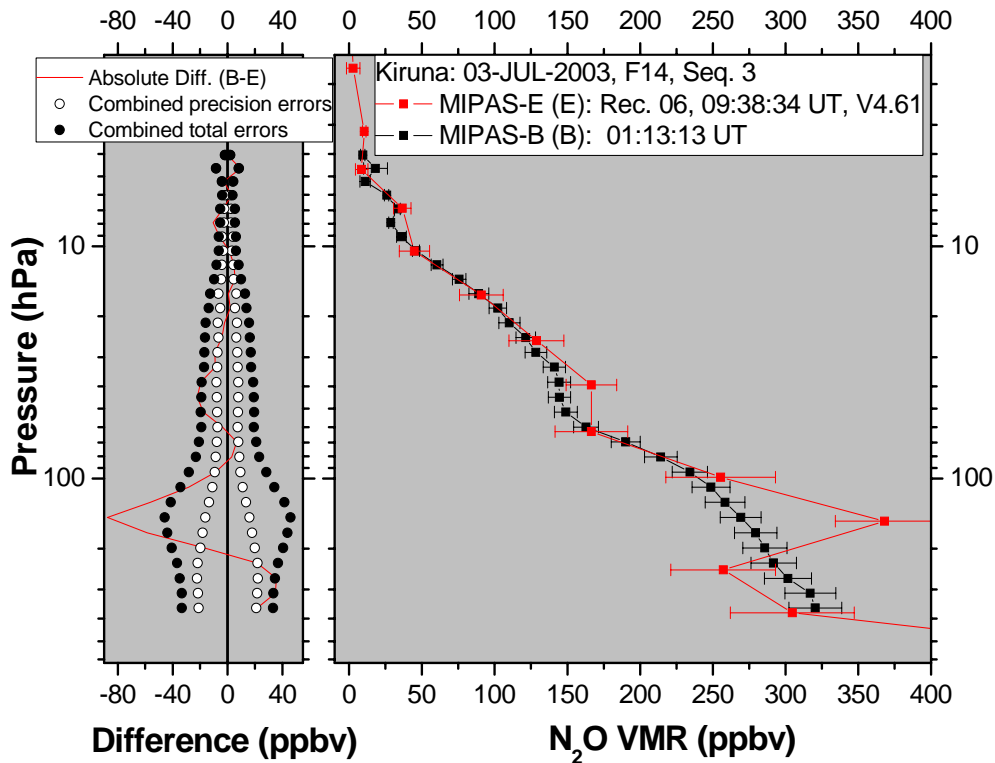 -80 -40 0 40
0 50 100 150 200 250 300 350 400
Absolute Diff. (B-E)
Combined precision errors
Combined total errors
Kiruna: 03-JUL-2003, F14, Seq. 3
MIPAS-E (E): Rec. 06, 09:38:34 UT, V4.61
MIPAS-B (B): 01:13:13 UT
Pressure (hPa)
10
100
10
100
-80 -40 0 40
0 50 100 150 200 250 300 350 400
Difference (ppbv)
N₂O VMR (ppbv)